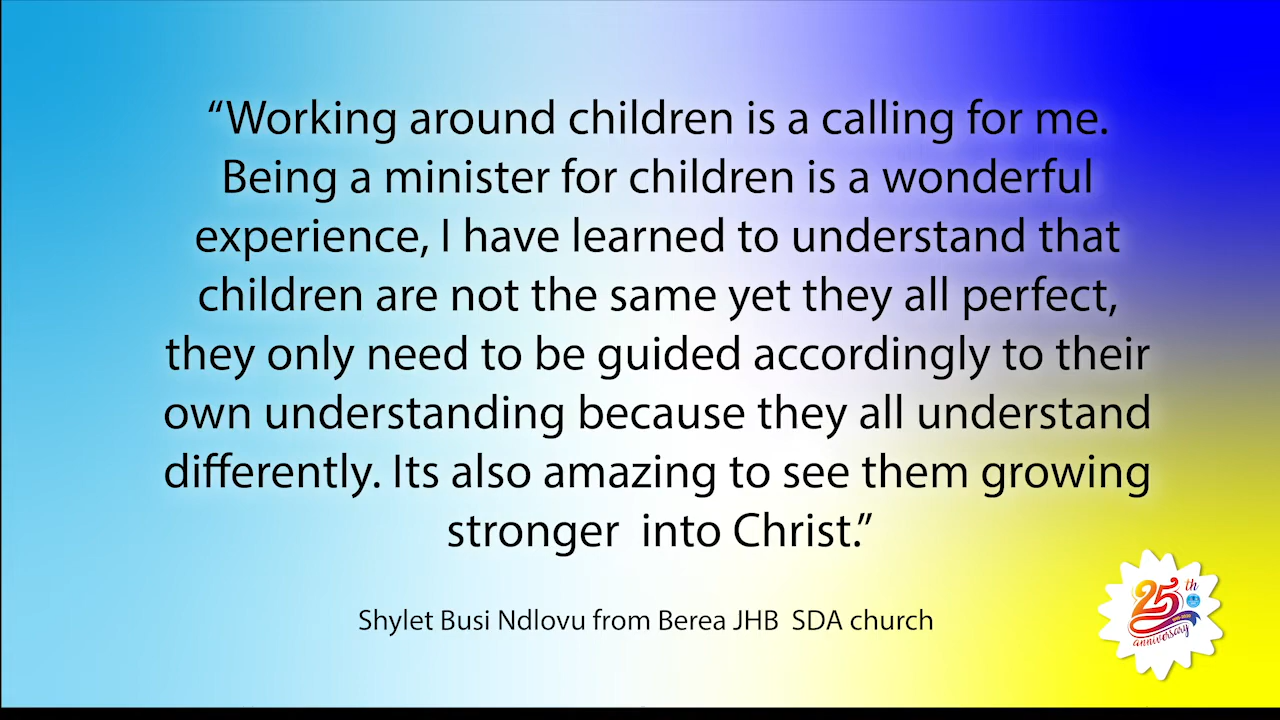 “Working around children is a calling for me.
Being a minister for children is a wonderful
experience, I have learned to understand that
children are not the same yet they all perfect,
they only need to be guided accordingly to their
own understanding because they all understand
differently. Its also amazing to see them growing
stronger  into Christ.”
Shylet Busi Ndlovu from Berea JHB  SDA church
25th
anniversary